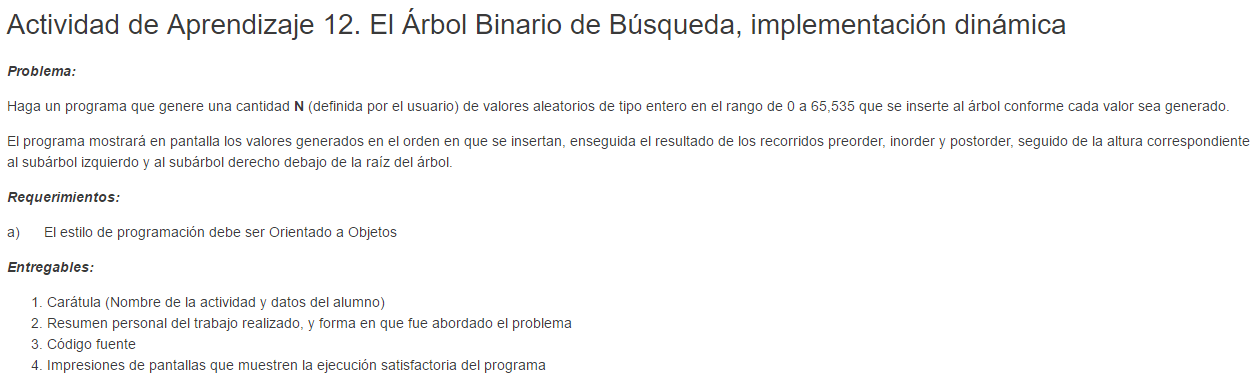 Actividad de Aprendizaje 12. El Árbol Binario de Búsqueda, implementación dinámica
Problema:
Haga un programa que genere una cantidad N (definida por el usuario) de valores aleatorios de tipo entero en el rango de 0 a 65,535 que se inserte al árbol conforme cada valor sea generado.
El programa mostrará en pantalla los valores generados en el orden en que se insertan, enseguida el resultado de los recorridos preorder, inorder y postorder, seguido de la altura correspondiente
al subárbol izquierdo y al subárbol derecho debajo de la raíz del árbol.
Requerimientos:
a) El estilo de programación debe ser Orientado a Objetos
Entregables:
1. Carátula (Nombre de la actividad y datos del alumno)
2. Resumen personal del trabajo realizado, y forma en que fue abordado el problema
3. Código fuente
4. Impresiones de pantallas que muestren la ejecución satisfactoria del programa